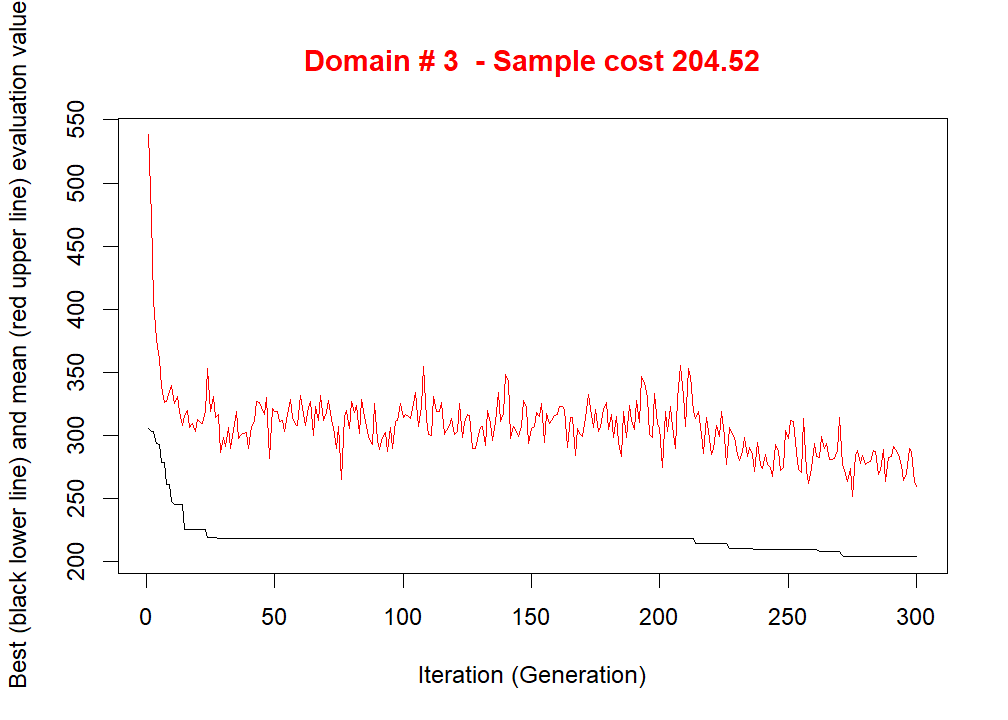 Domain # 3 - Sample cost 204.52
Best (black lower line) and mean (red upper line) evaluation value
550
500
450
400
350
300
250
200
0 50 100 150 200 250 300
Iteration (Generation)